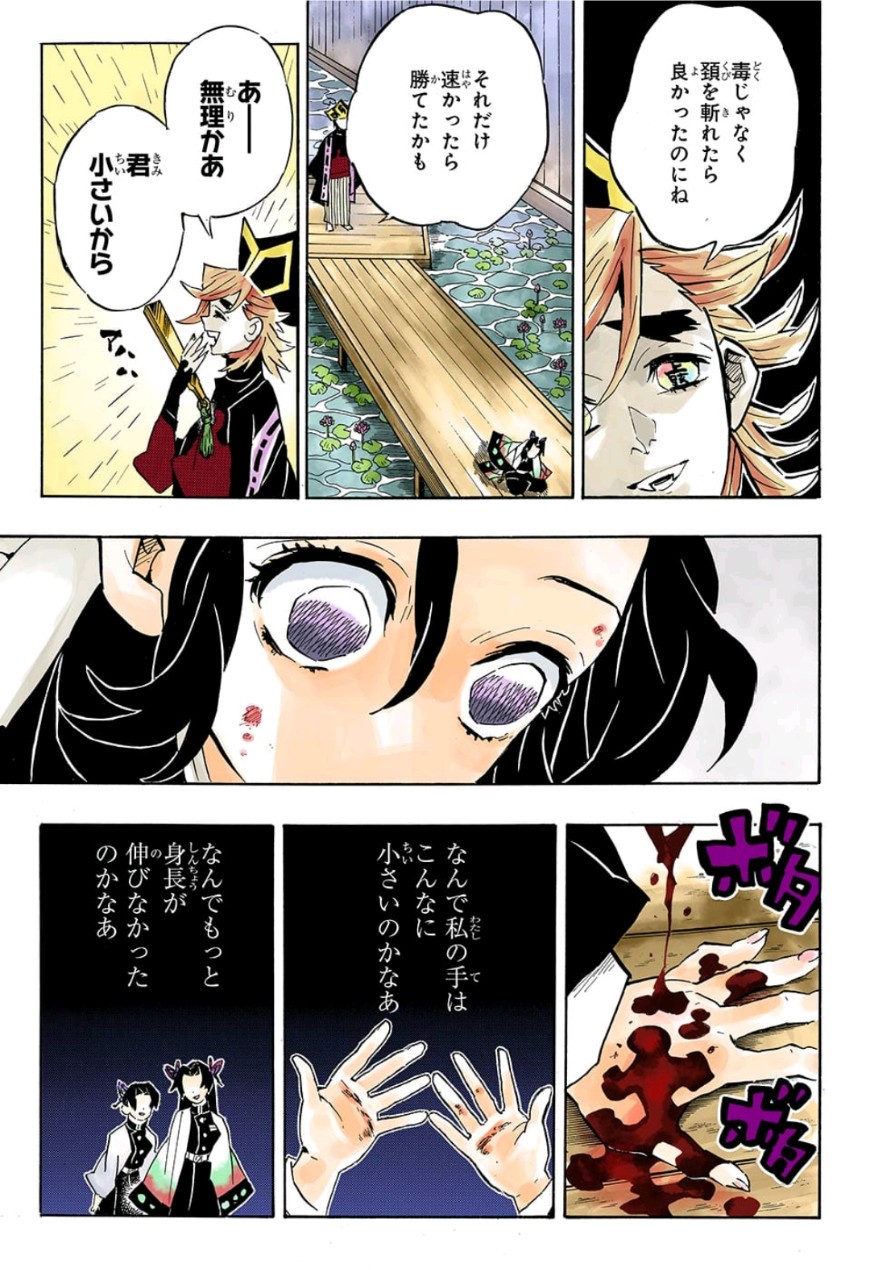 毒じゃなく
頚を斬れたら
良かったのにね
それだけ
速かったら
勝てたかも
あー
無理かあ
君
小さいから
アハハ
ボタ
ボタ
なんで私の手は
こんなに
小さいのかなあ
なんでもっと
身長が
伸びなかった
のかなあ